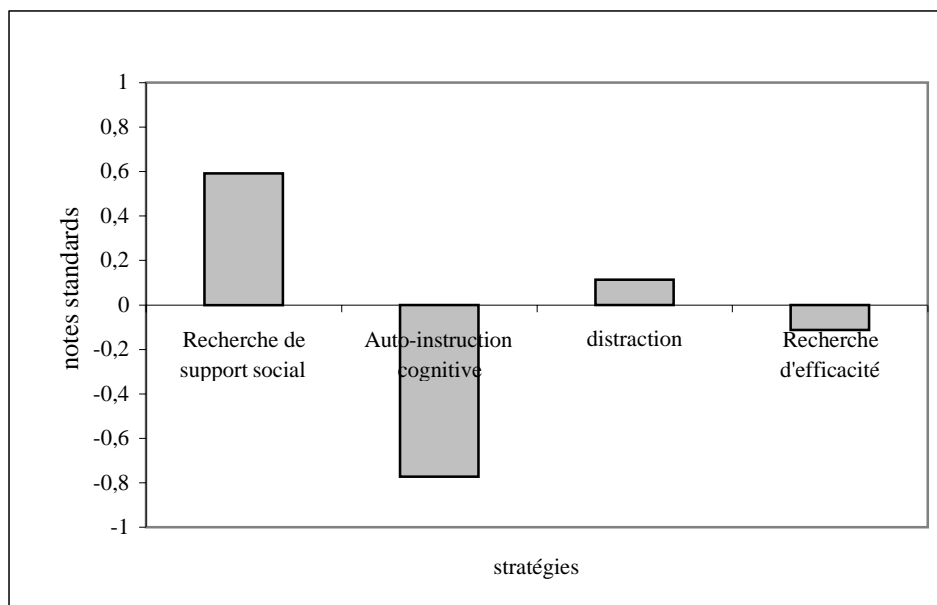 1
0,8
0,6
0,4
0,2
0
-0,2
-0,4
-0,6
-0,8
-1
notes standards
Recherche de
support social
Auto-instruction
cognitive
distraction
Recherche
d'efficacité
stratégies